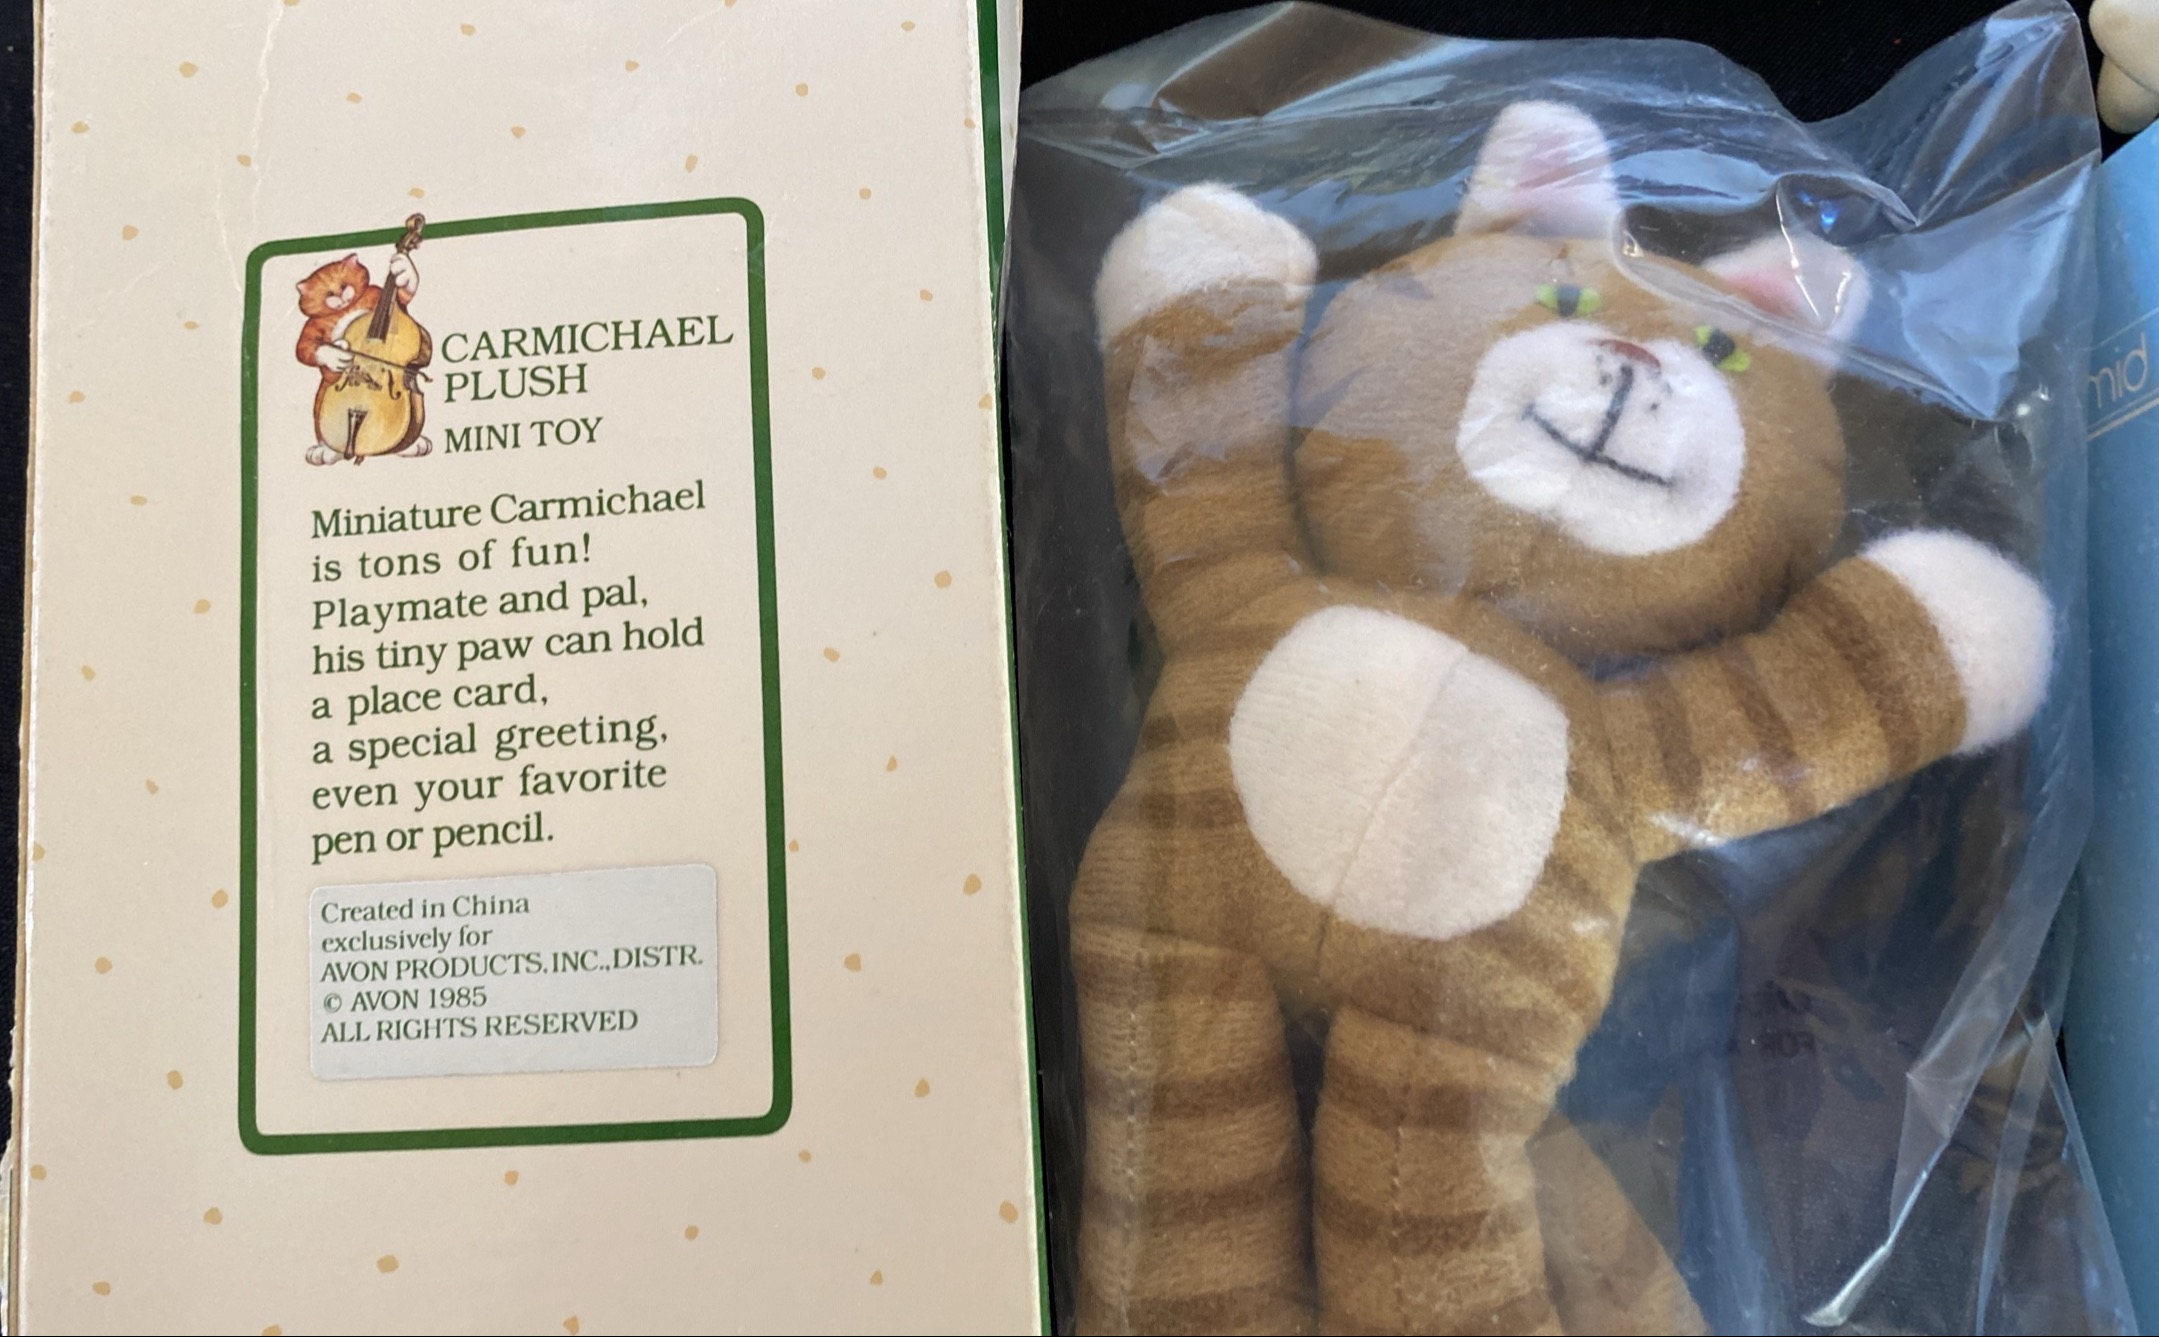 CARMICHAEL
PLUSH
MINI TOY
Miniature Carmichael
is tons of fun!
Playmate and pal,
his tiny paw can hold
a place card,
a special greeting,
even your favorite
pen or pencil.
Created in China
exclusively for
AVON PRODUCTS, INC., DISTR.
© AVON 1985
ALL RIGHTS RESERVED